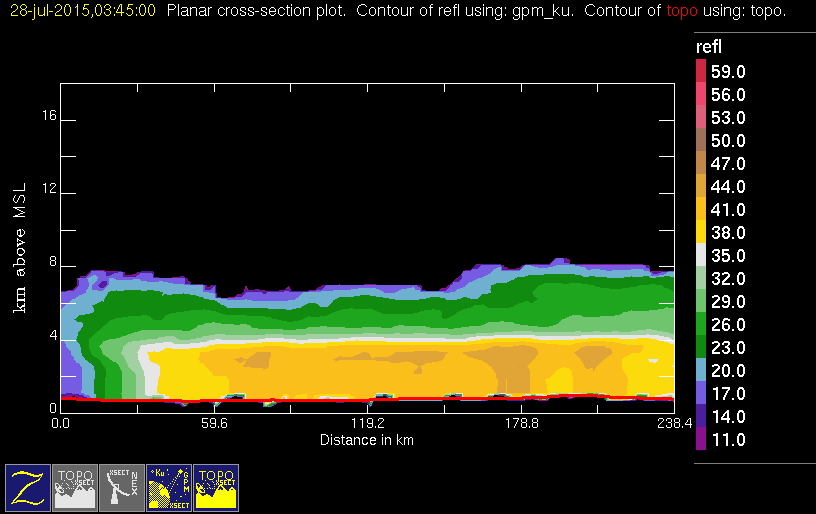 28-jul-2015,03:45:00 Planar cross-section plot. Contour of refl using: gpm_ku. Contour of topo using: topo.
refl
59.0
56.0
53.0
50.0
47.0
44.0
41.0
38.0
35.0
32.0
29.0
26.0
23.0
20.0
17.0
14.0
11.0
km above MSL
16
12
8
4
0
0.0 59.6 119.2 178.8 238.4
Distance in km
Z
TOPO
XSECT
XSECT
NEX
"Ku"
GPM
XSECT
TOPO
XSECT